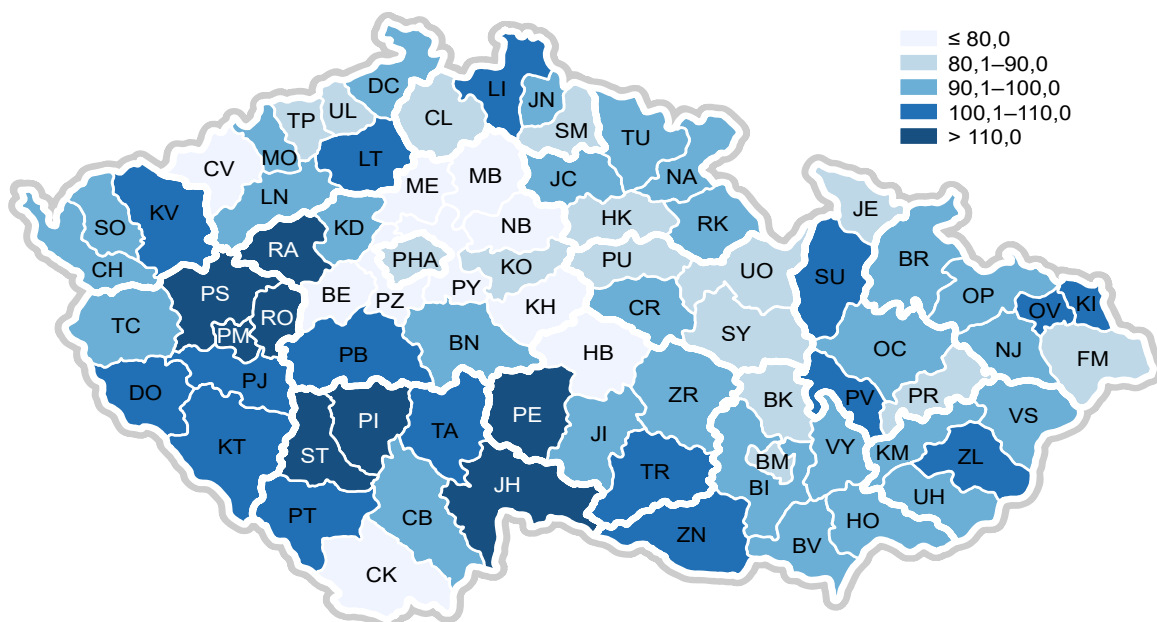 ≤ 80,0
80,1–90,0
90,1–100,0
100,1–110,0
> 110,0
DC
LI
JN
UL
TP
CL
SM
TU
MO
LT
CV
ME
MB
JC
NA
LN
KV
SO
KD
NB
HK
RK
JE
RA
CH
PHA
KO
PU
UO
SU
BR
PS
BE
PZ
PY
KH
CR
OP
OV
KI
TC
RO
PM
PB
BN
HB
SY
OC
NJ
FM
DO
PJ
ZR
BK
PV
PR
KT
ST
PI
TA
PE
JI
VY
VS
BM
KM
ZL
JH
TR
BI
UH
PT
CB
ZN
BV
HO
CK